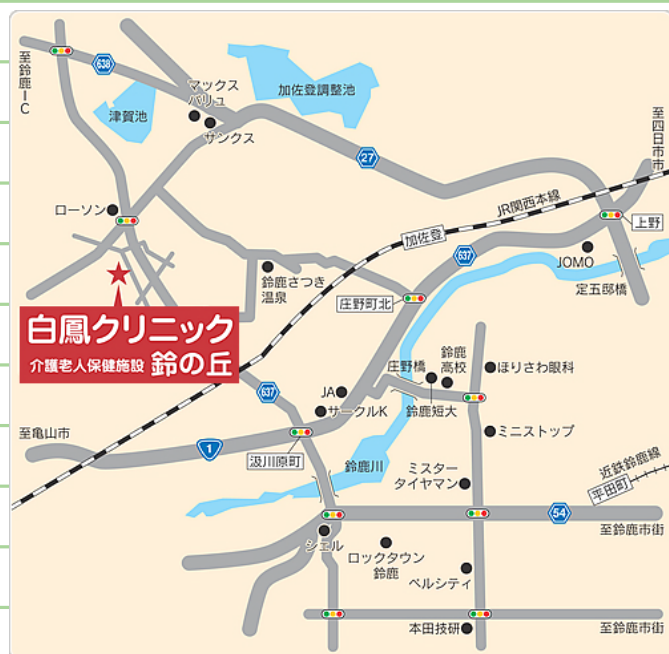 至鈴鹿IC
638
マックス
バリュ
加佐登調整池
津賀池
サンクス
27
至四日市市
JR関西本線
ローソン
加佐登
637
上野
JOMO
定五郎橋
鈴鹿さつき
温泉
庄野町北
白鳳クリニック
介護老人保健施設 鈴の丘
庄野橋
鈴鹿
高校
ほりさわ眼科
637
JA
サークルK
鈴鹿短大
至亀山市
1
汲川原町
鈴鹿川
ミニストップ
ミスター
タイヤマン
近鉄鈴鹿線
平田町
54
至鈴鹿市街
シェル
ロックタウン
鈴鹿
ベルシティ
本田技研
至鈴鹿市街